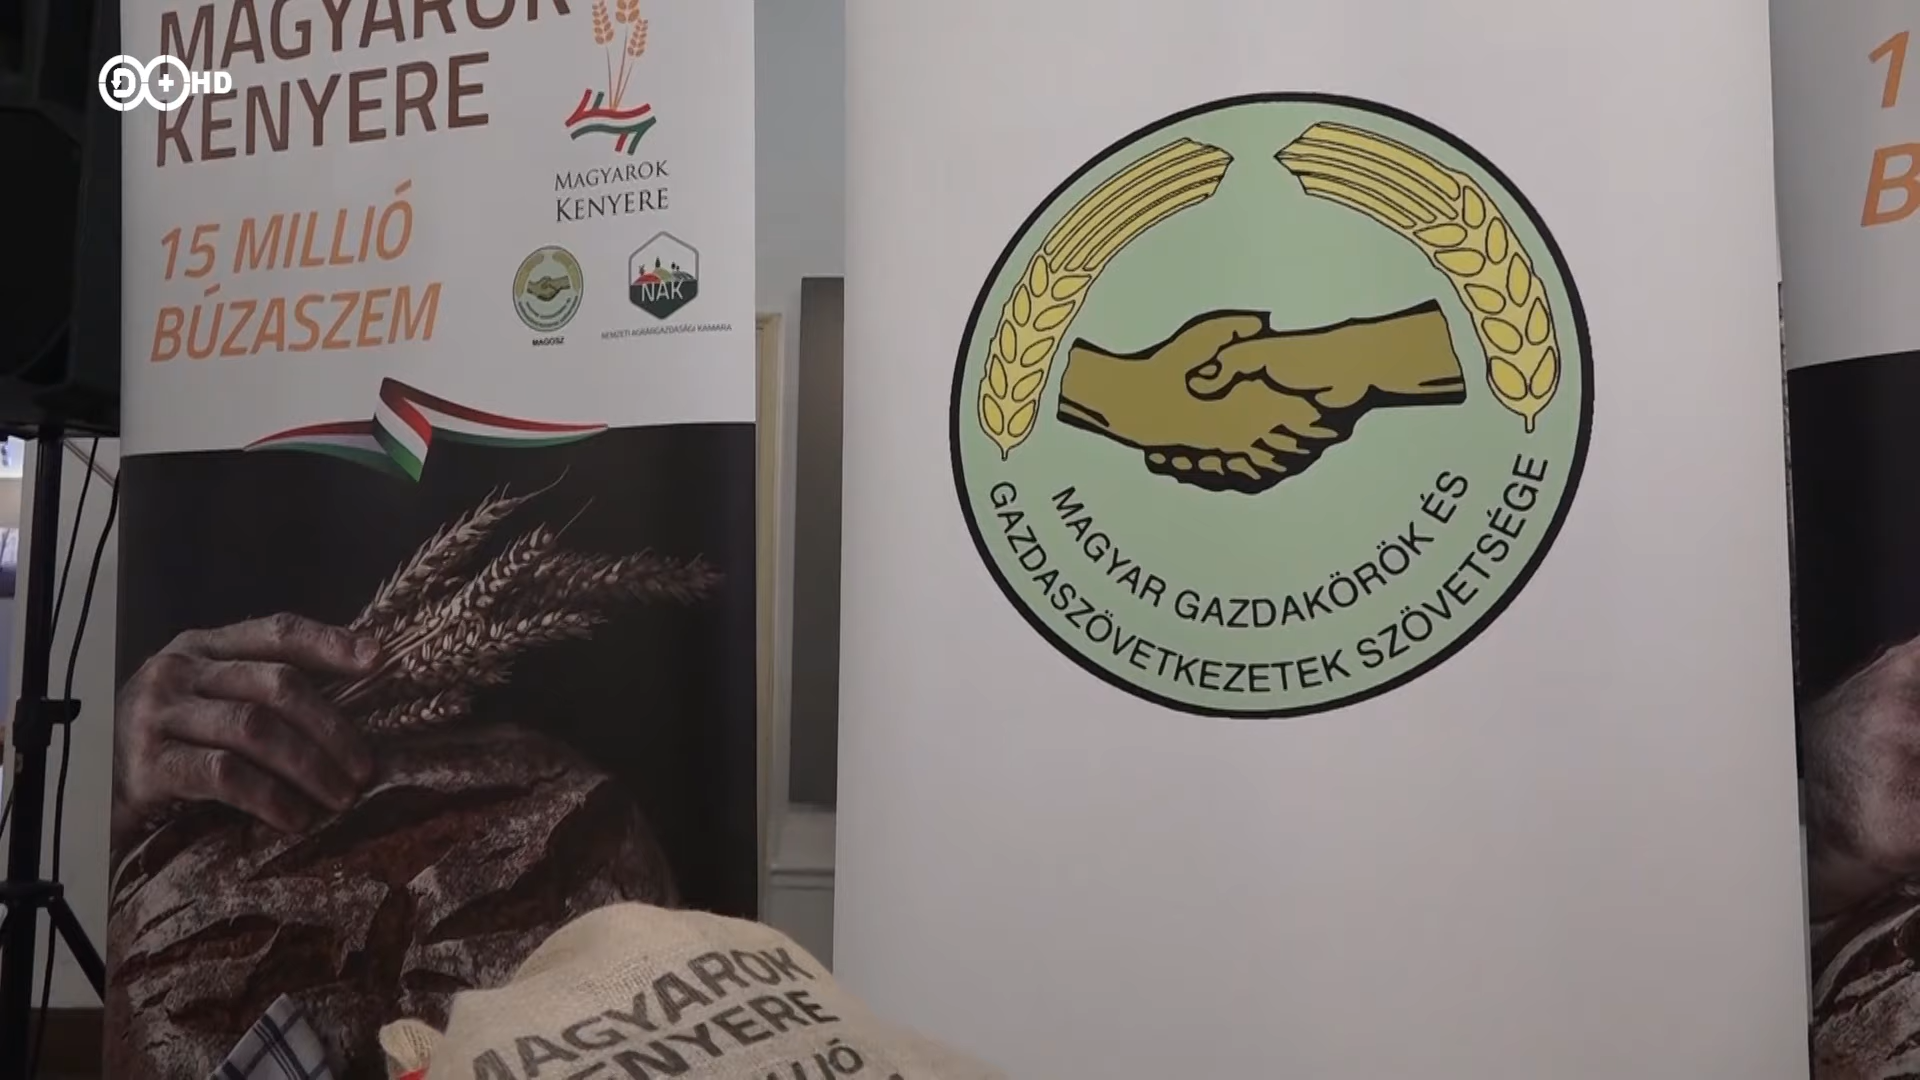 MAGYAROK
KENYERE
HD
15 MILLIÓ
BÚZASZEM
MAGYAROK
KENYERE
MAGOSZ
NAK
NEMZETI AGRÁRGAZDASÁGI KAMARA
MAGYAR GAZDAKÖRÖK ÉS
GAZDASZÖVETKEZETEK SZÖVETSÉGE
MAGYAROK
KENYERE
1
B